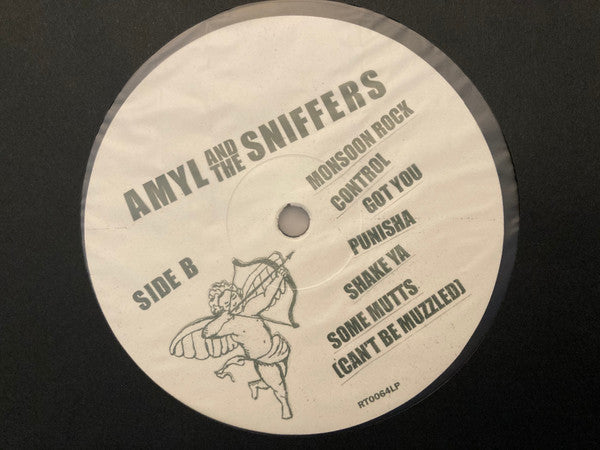 AMYL AND THE SNIFFERS
SIDE B
MONSOON ROCK
CONTROL
GOT YOU
PUNISHA
SHAKE YA
SOME MUTTS
(CAN'T BE MUZZLED)
RT0064LP